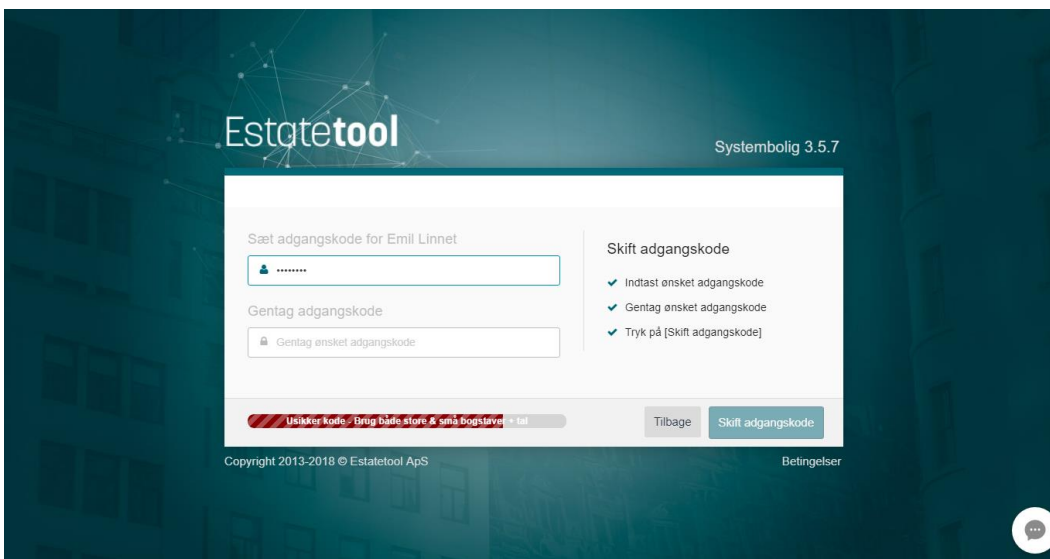 Estatetool
Systembolig 3.5.7
Sæt adgangskode for Emil Linnet
........
Gentag adgangskode
Gentag ønsket adgangskode
Skift adgangskode
Indtast ønsket adgangskode
Gentag ønsket adgangskode
Tryk på [Skift adgangskode]
Usikker kode - Brug både store & små bogstaver + tal
Tilbage
Skift adgangskode
Copyright 2013-2018 © Estatetool ApS
Betingelser